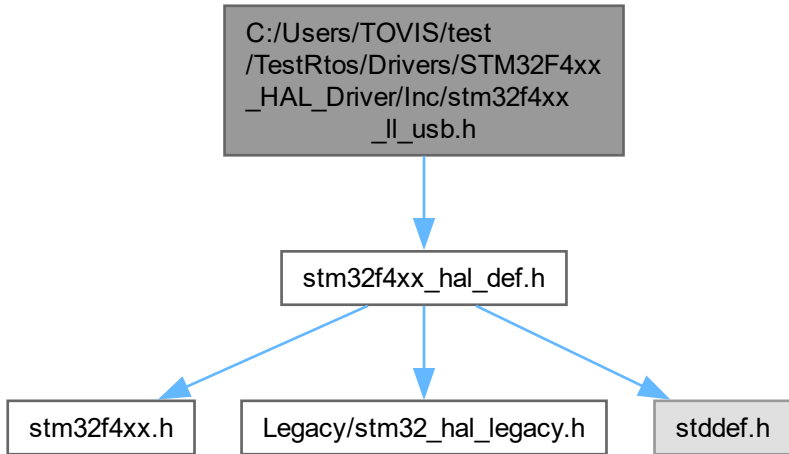 C:/Users/TOVIS/test
/TestRtos/Drivers/STM32F4xx
_HAL_Driver/Inc/stm32f4xx
_ll_usb.h
stm32f4xx_hal_def.h
stm32f4xx.h
Legacy/stm32_hal_legacy.h
stddef.h